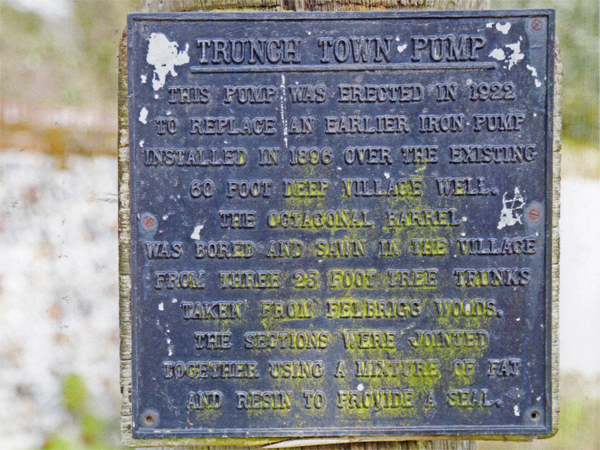 TRUNCH TOWN PUMP
THIS PUMP WAS ERECTED IN 1922
TO REPLACE AN EARLIER IRON PUMP
INSTALLED IN 1896 OVER THE EXISTING
60 FOOT DEEP VILLAGE WELL.
THE OCTAGONAL BARREL
WAS BORED AND SAWN IN THE VILLAGE
FROM THREE 25 FOOT TREE TRUNKS
TAKEN FROM FELBRIGG WOODS.
THE SECTIONS WERE JOINTED
TOGETHER USING A MIXTURE OF FAT
AND RESIN TO PROVIDE A SEAL.